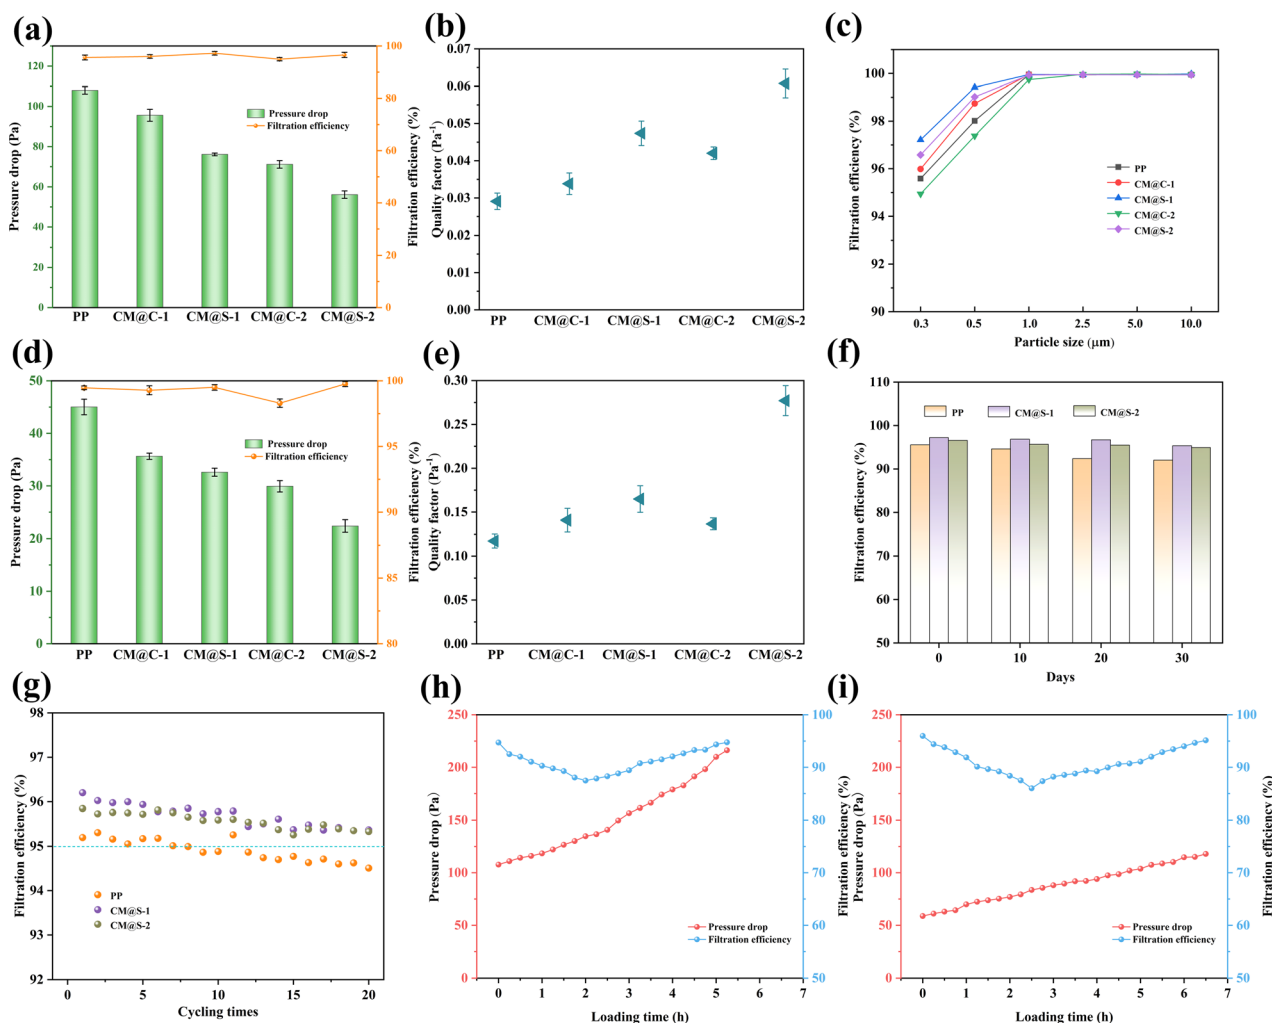 (a)
Pressure drop (Pa)
0
20
40
60
80
100
120
Pressure drop
Filtration efficiency
0
20
40
60
80
100
Filtration efficiency (%)
PP CM@C-1 CM@S-1 CM@C-2 CM@S-2
(b)
Quality factor (Pa-1)
0.00
0.01
0.02
0.03
0.04
0.05
0.06
0.07
PP CM@C-1 CM@S-1 CM@C-2 CM@S-2
(c)
Filtration efficiency (%)
90
92
94
96
98
100
PP
CM@C-1
CM@S-1
CM@C-2
CM@S-2
0.3 0.5 1.0 2.5 5.0 10.0
Particle size (μm)
(d)
Pressure drop (Pa)
0
10
20
30
40
50
Pressure drop
Filtration efficiency
80
85
90
95
100
Filtration efficiency (%)
PP CM@C-1 CM@S-1 CM@C-2 CM@S-2
(e)
Quality factor (Pa-1)
0.00
0.05
0.10
0.15
0.20
0.25
0.30
PP CM@C-1 CM@S-1 CM@C-2 CM@S-2
(f)
Filtration efficiency (%)
50
60
70
80
90
100
110
PP CM@S-1 CM@S-2
0 10 20 30
Days
(g)
Filtration efficiency (%)
92
93
94
95
96
97
98
PP
CM@S-1
CM@S-2
0 5 10 15 20
Cycling times
(h)
Pressure drop (Pa)
0
50
100
150
200
250
Pressure drop
Filtration efficiency
50
60
70
80
90
100
Filtration efficiency (%)
0 1 2 3 4 5 6 7
Loading time (h)
(i)
Pressure drop (Pa)
0
50
100
150
200
250
Pressure drop
Filtration efficiency
50
60
70
80
90
100
Filtration efficiency (%)
0 1 2 3 4 5 6 7
Loading time (h)